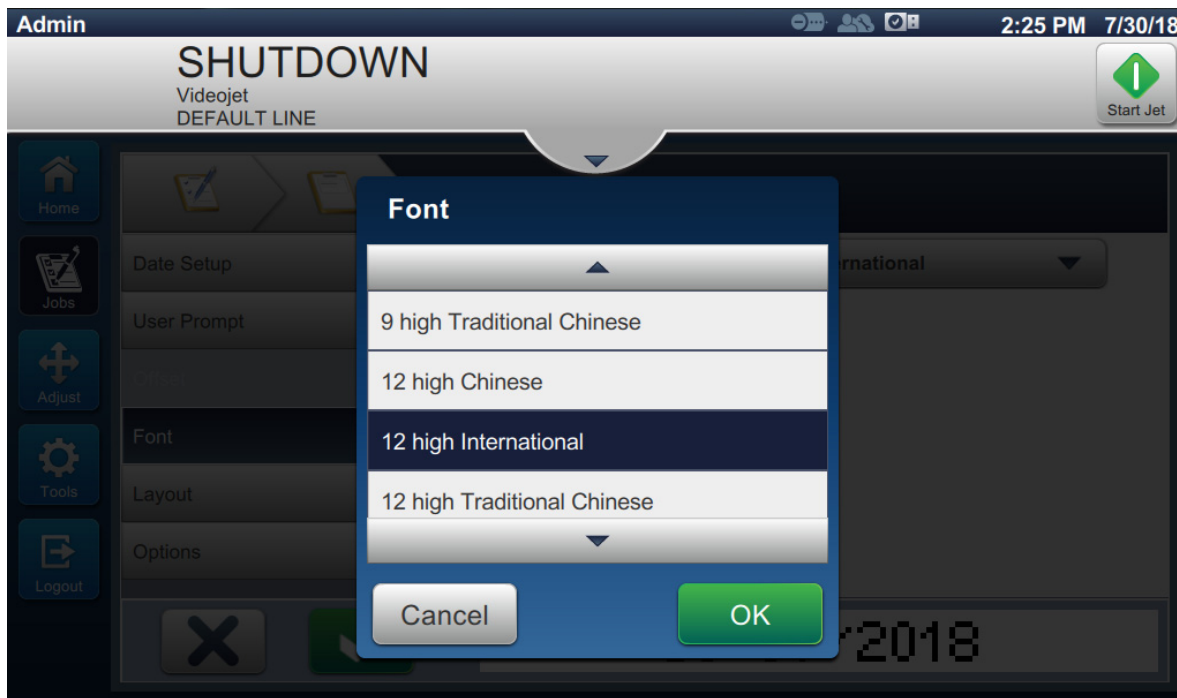 Admin
2:25 PM 7/30/18
SHUTDOWN
Videojet
DEFAULT LINE
Start Jet
Home
Jobs
Adjust
Tools
Logout
Date Setup
User Prompt
Offset
Font
Layout
Options
Font
9 high Traditional Chinese
12 high Chinese
12 high International
12 high Traditional Chinese
Cancel
OK